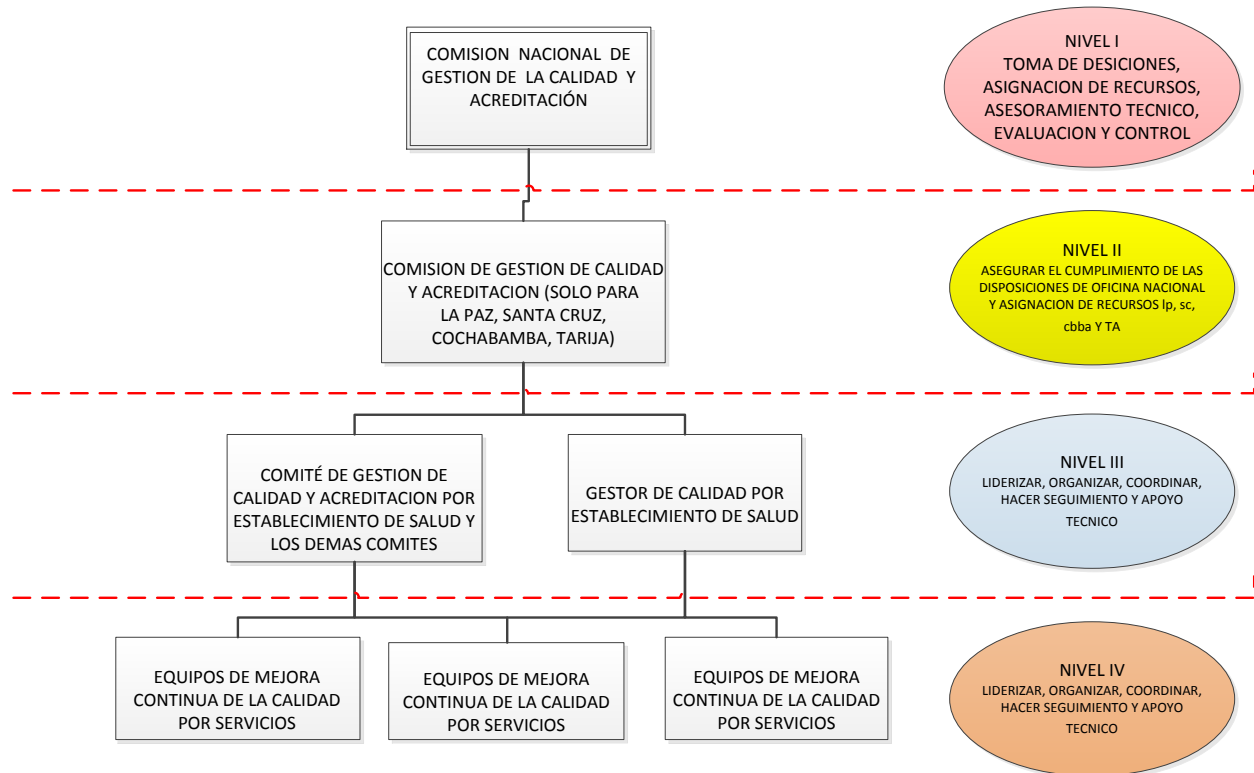 COMISION NACIONAL DE
GESTION DE LA CALIDAD Y
ACREDITACIÓN
NIVEL I
TOMA DE DESICIONES,
ASIGNACION DE RECURSOS,
ASESORAMIENTO TECNICO,
EVALUACION Y CONTROL
COMISION DE GESTION DE CALIDAD
Y ACREDITACION (SOLO PARA
LA PAZ, SANTA CRUZ,
COCHABAMBA, TARIJA)
NIVEL II
ASEGURAR EL CUMPLIMIENTO DE LAS
DISPOSICIONES DE OFICINA NACIONAL
Y ASIGNACION DE RECURSOS lp, sc,
cbba Y TA
COMITÉ DE GESTION DE
CALIDAD Y ACREDITACION POR
ESTABLECIMIENTO DE SALUD Y
LOS DEMAS COMITES
GESTOR DE CALIDAD POR
ESTABLECIMIENTO DE SALUD
NIVEL III
LIDERIZAR, ORGANIZAR, COORDINAR,
HACER SEGUIMIENTO Y APOYO
TECNICO
EQUIPOS DE MEJORA
CONTINUA DE LA CALIDAD
POR SERVICIOS
EQUIPOS DE MEJORA
CONTINUA DE LA CALIDAD
POR SERVICIOS
EQUIPOS DE MEJORA
CONTINUA DE LA CALIDAD
POR SERVICIOS
NIVEL IV
LIDERIZAR, ORGANIZAR, COORDINAR,
HACER SEGUIMIENTO Y APOYO
TECNICO